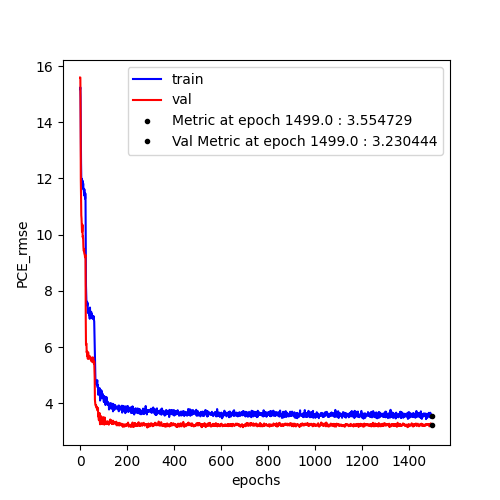 train
val
Metric at epoch 1499.0 : 3.554729
Val Metric at epoch 1499.0 : 3.230444
16
14
12
10
8
6
4
PCE_rmse
0 200 400 600 800 1000 1200 1400
epochs